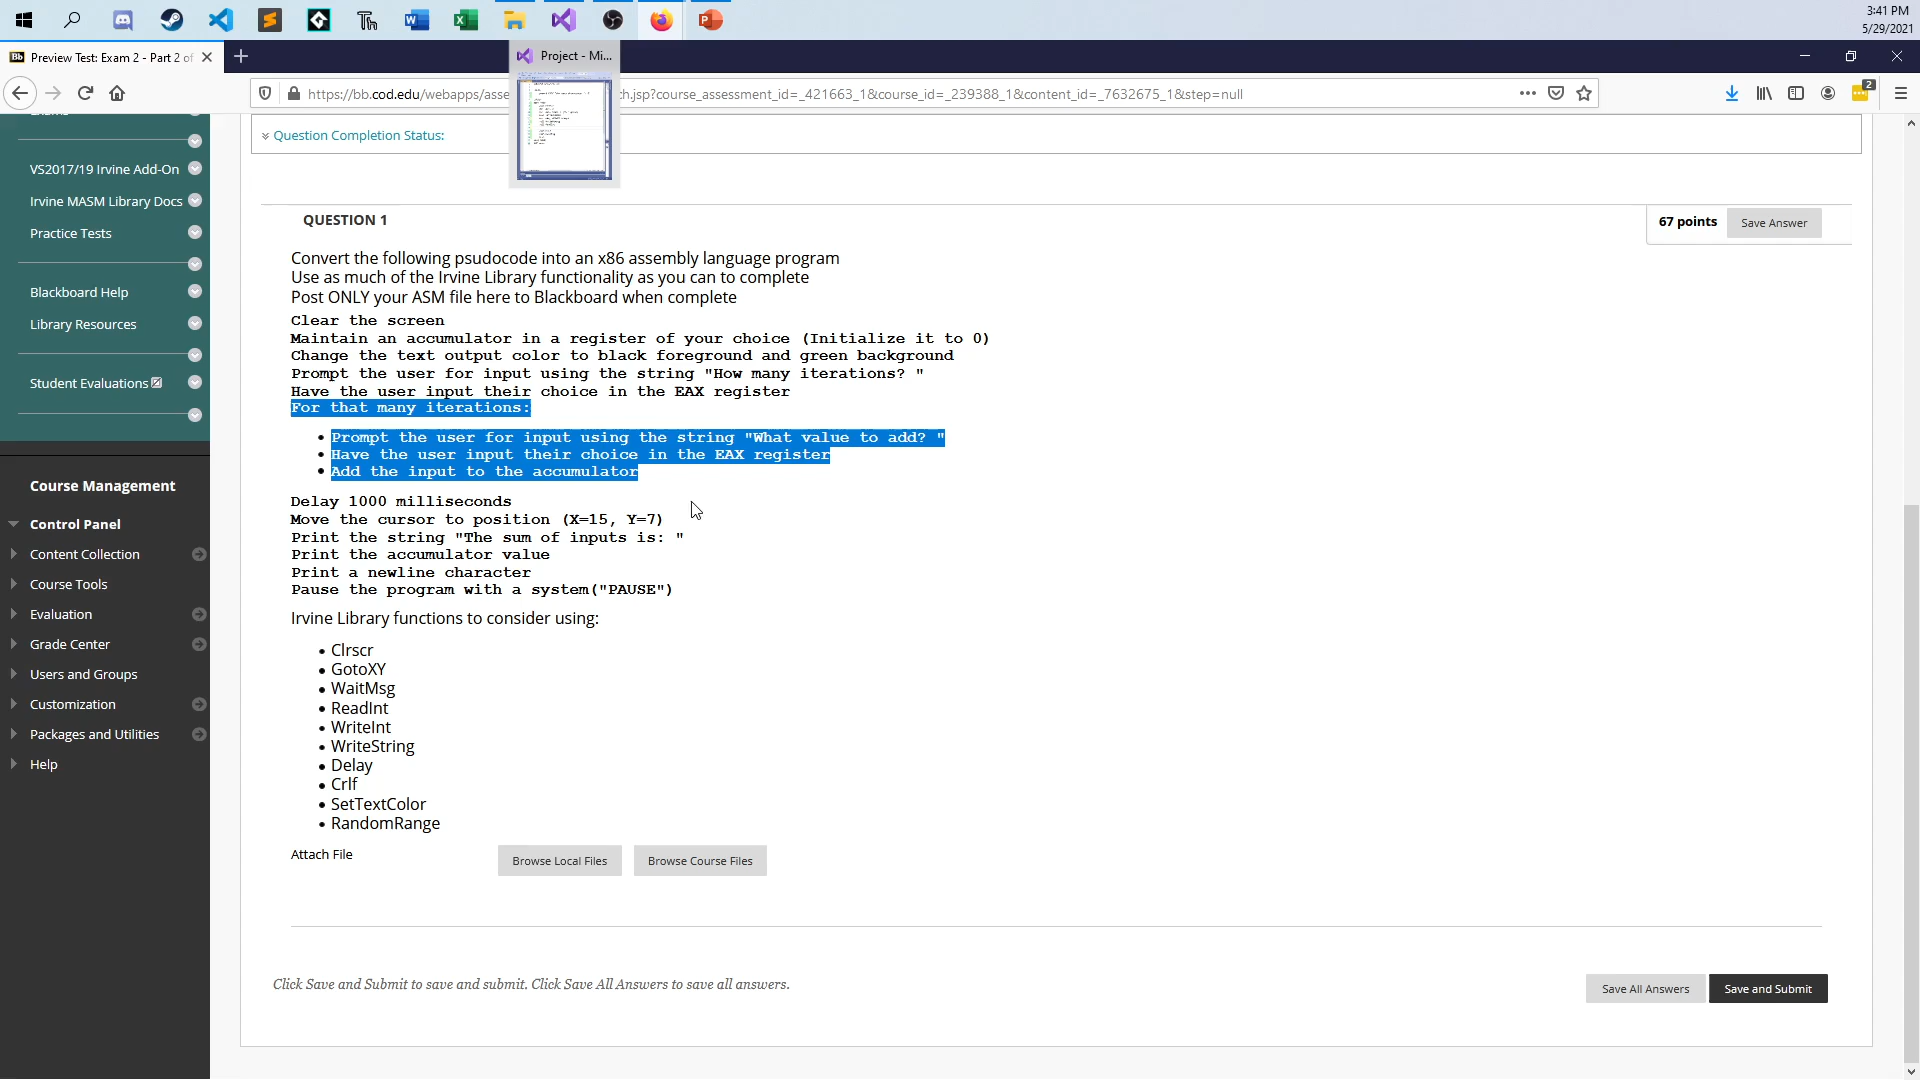 3:41 PM
5/29/2021
Preview Test: Exam 2 - Part 2 of
Project - Mi...
https://bb.cod.edu/webapps/asse
ch.jsp?course_assessment_id=_421663_1&course_id=_239388_1&content_id=_7632675_1&step=null
2
Question Completion Status:
VS2017/19 Irvine Add-On
Irvine MASM Library Docs
Practice Tests
Blackboard Help
Library Resources
Student Evaluations
Course Management
Control Panel
Content Collection
Course Tools
Evaluation
Grade Center
Users and Groups
Customization
Packages and Utilities
Help
QUESTION 1
67 points
Save Answer
Convert the following psudocode into an x86 assembly language program
Use as much of the Irvine Library functionality as you can to complete
Post ONLY your ASM file here to Blackboard when complete
Clear the screen
Maintain an accumulator in a register of your choice (Initialize it to 0)
Change the text output color to black foreground and green background
Prompt the user for input using the string "How many iterations? "
Have the user input their choice in the EAX register
For that many iterations:
• Prompt the user for input using the string "What value to add? "
• Have the user input their choice in the EAX register
• Add the input to the accumulator
Delay 1000 milliseconds
Move the cursor to position (X=15, Y=7)
Print the string "The sum of inputs is: "
Print the accumulator value
Print a newline character
Pause the program with a system("PAUSE")
Irvine Library functions to consider using:
• Clrscr
• GotoXY
• WaitMsg
• ReadInt
• WriteInt
• WriteString
• Delay
• Crlf
• SetTextColor
• RandomRange
Attach File
Browse Local Files
Browse Course Files
Click Save and Submit to save and submit. Click Save All Answers to save all answers.
Save All Answers
Save and Submit